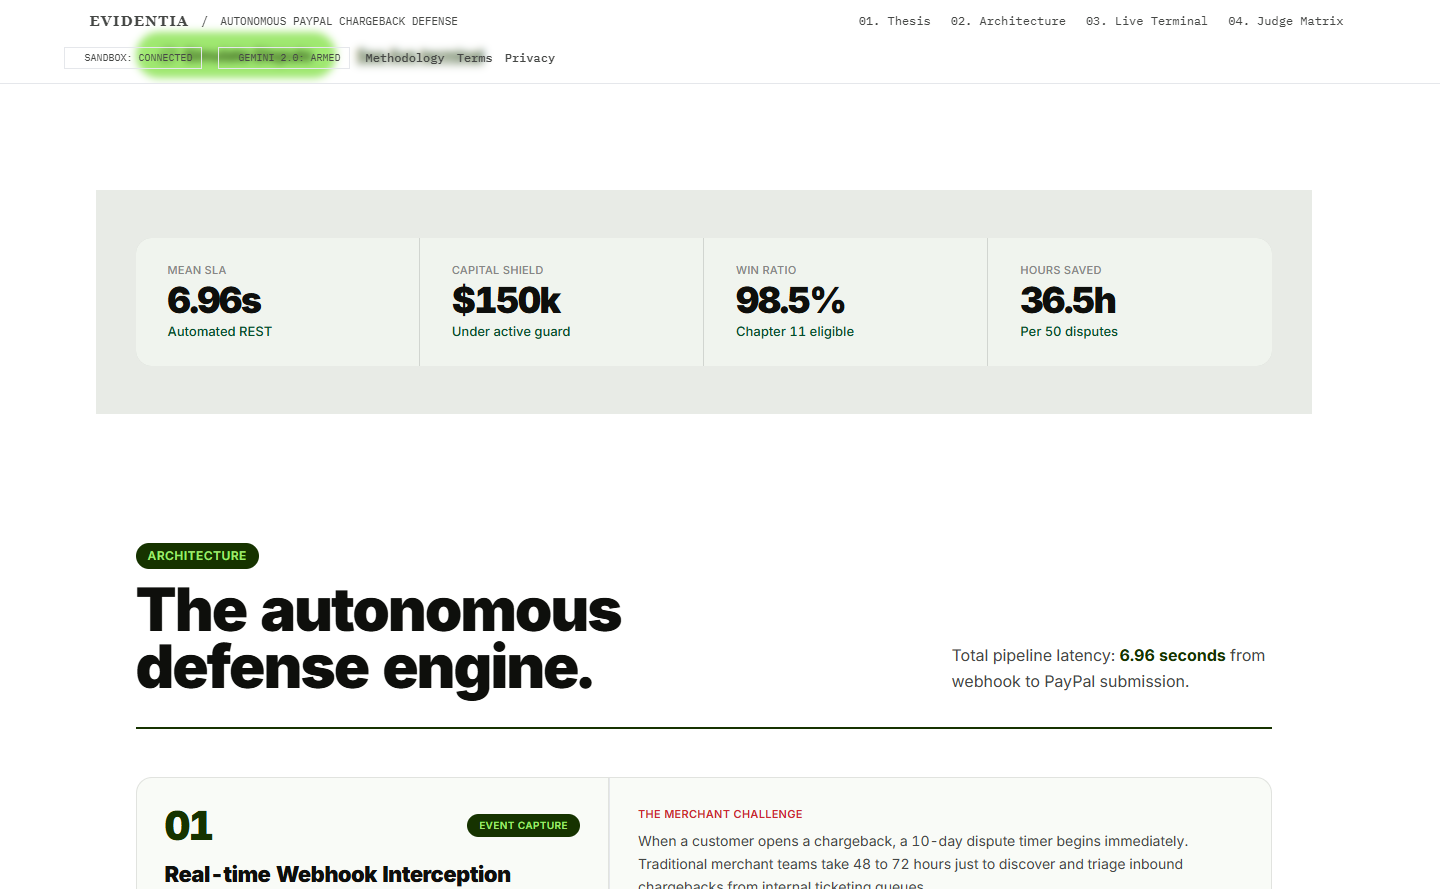 EVIDENTIA / AUTONOMOUS PAYPAL CHARGEBACK DEFENSE
01. Thesis 02. Architecture 03. Live Terminal 04. Judge Matrix
SANDBOX: CONNECTED GEMINI 2.0: ARMED Methodology Terms Privacy
MEAN SLA
6.96s
Automated REST
CAPITAL SHIELD
$150k
Under active guard
WIN RATIO
98.5%
Chapter 11 eligible
HOURS SAVED
36.5h
Per 50 disputes
ARCHITECTURE
The autonomous
defense engine.
Total pipeline latency: 6.96 seconds from
webhook to PayPal submission.
01
EVENT CAPTURE
Real-time Webhook Interception
THE MERCHANT CHALLENGE
When a customer opens a chargeback, a 10-day dispute timer begins immediately.
Traditional merchant teams take 48 to 72 hours just to discover and triage inbound
chargebacks from internal ticketing queues.